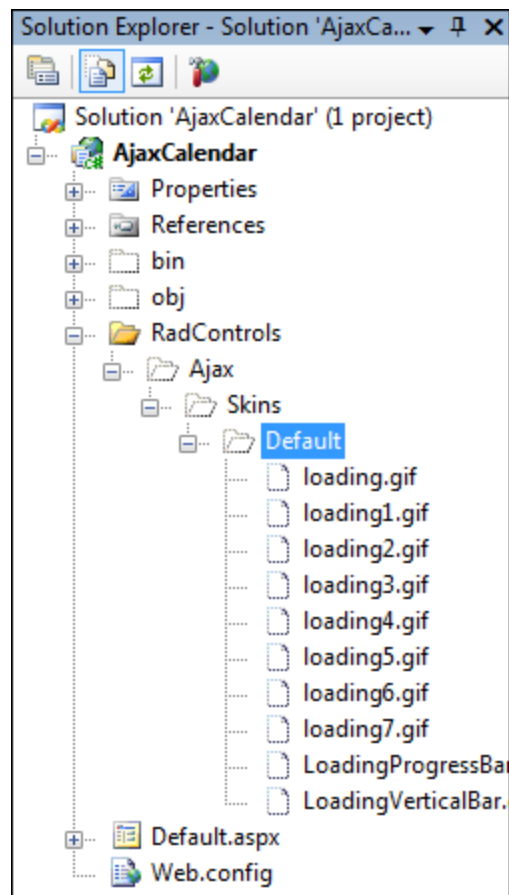 Solution Explorer - Solution 'AjaxCa...
Solution 'AjaxCalendar' (1 project)
AjaxCalendar
Properties
References
bin
obj
RadControls
Ajax
Skins
Default
loading.gif
loading1.gif
loading2.gif
loading3.gif
loading4.gif
loading5.gif
loading6.gif
loading7.gif
LoadingProgressBar
LoadingVerticalBar.
Default.aspx
Web.config